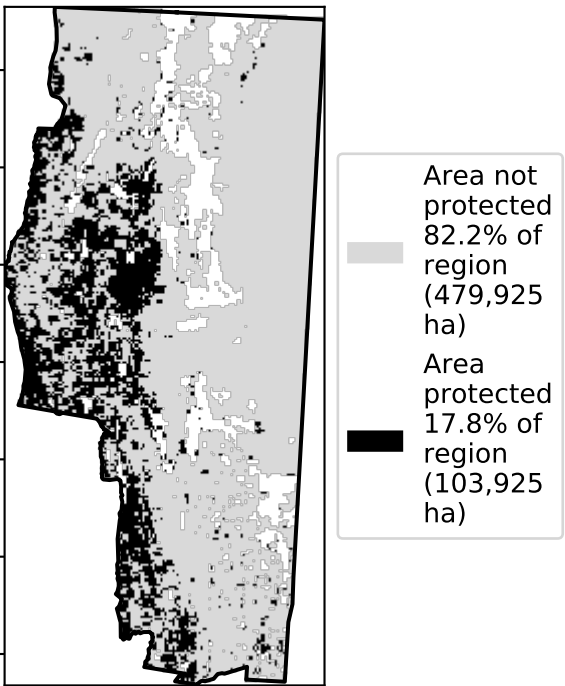 Area not
protected
82.2% of
region
(479,925
ha)
Area
protected
17.8% of
region
(103,925
ha)